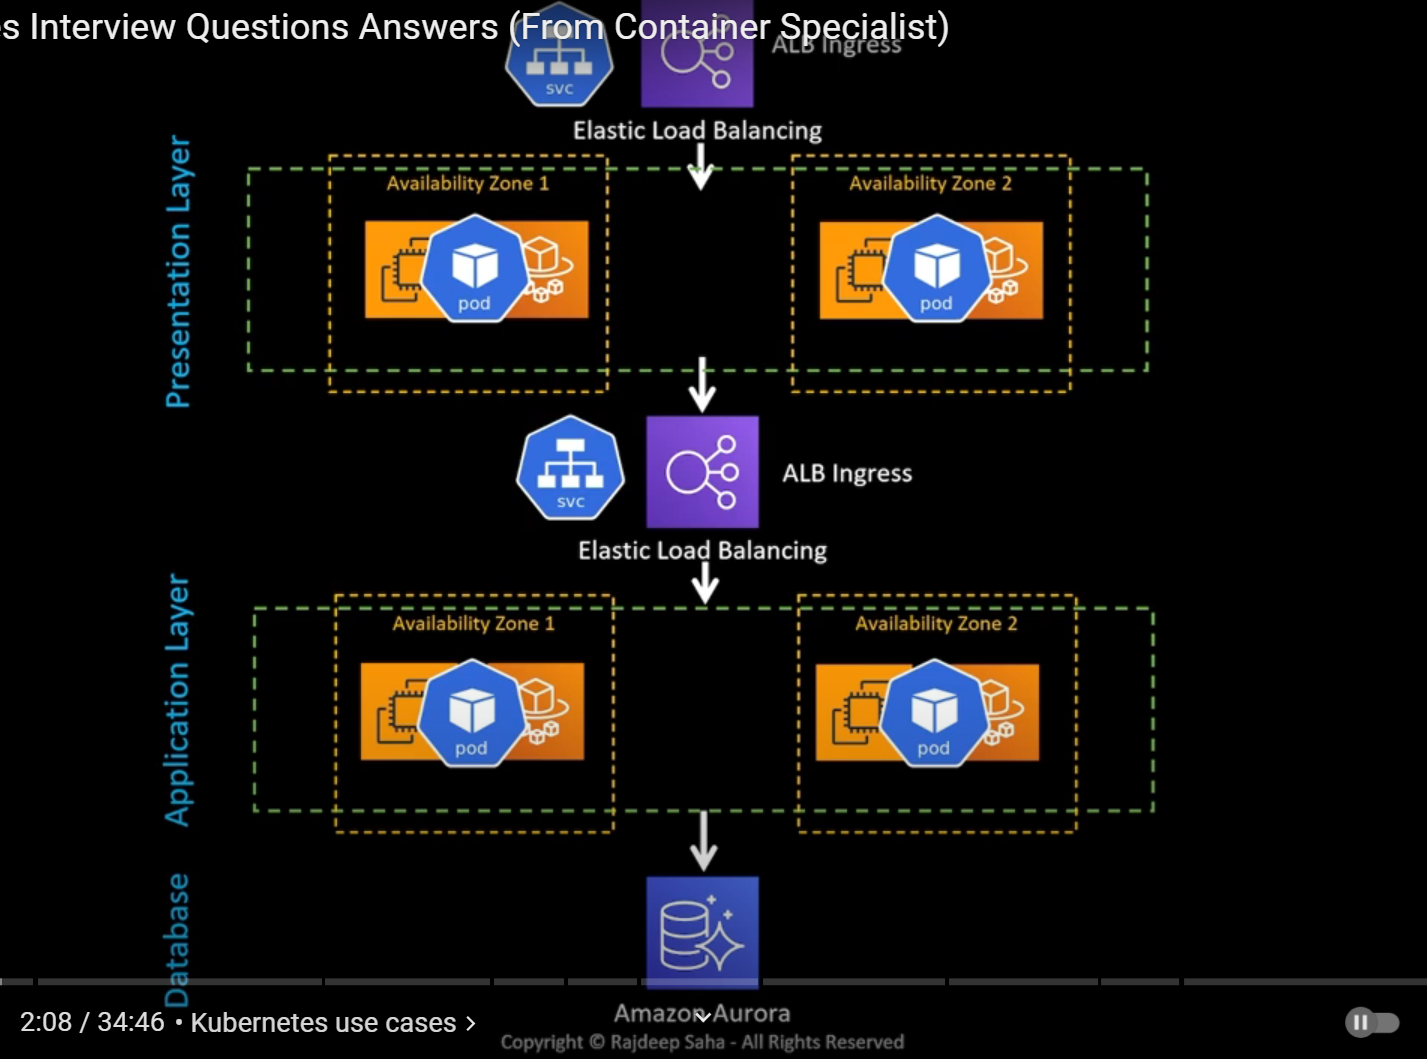 s Interview Questions Answers (From Container Specialist)
svc
ALB Ingress
Elastic Load Balancing
Presentation Layer
Availability Zone 1
Availability Zone 2
pod
pod
svc
ALB Ingress
Elastic Load Balancing
Application Layer
Availability Zone 1
Availability Zone 2
pod
pod
Database
Amazon Aurora
2:08 / 34:46 • Kubernetes use cases >
Copyright © Rajdeep Saha - All Rights Reserved